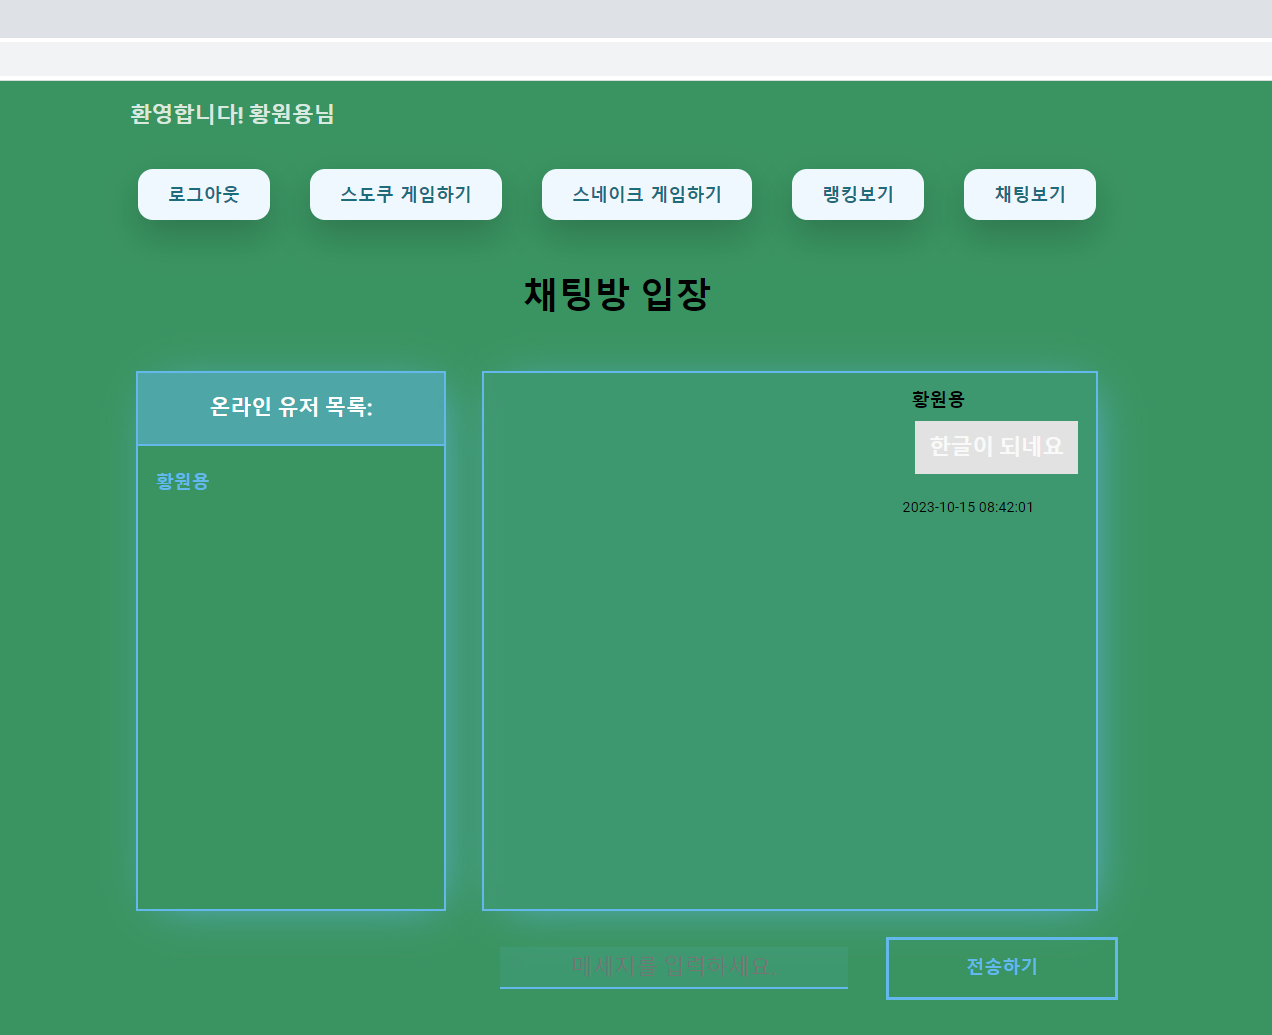 환영합니다! 황원용님
로그아웃 스도쿠 게임하기 스네이크 게임하기 랭킹보기 채팅보기
채팅방 입장
온라인 유저 목록:
황원용
황원용
한글이 되네요
2023-10-15 08:42:01
메세지를 입력하세요.
전송하기